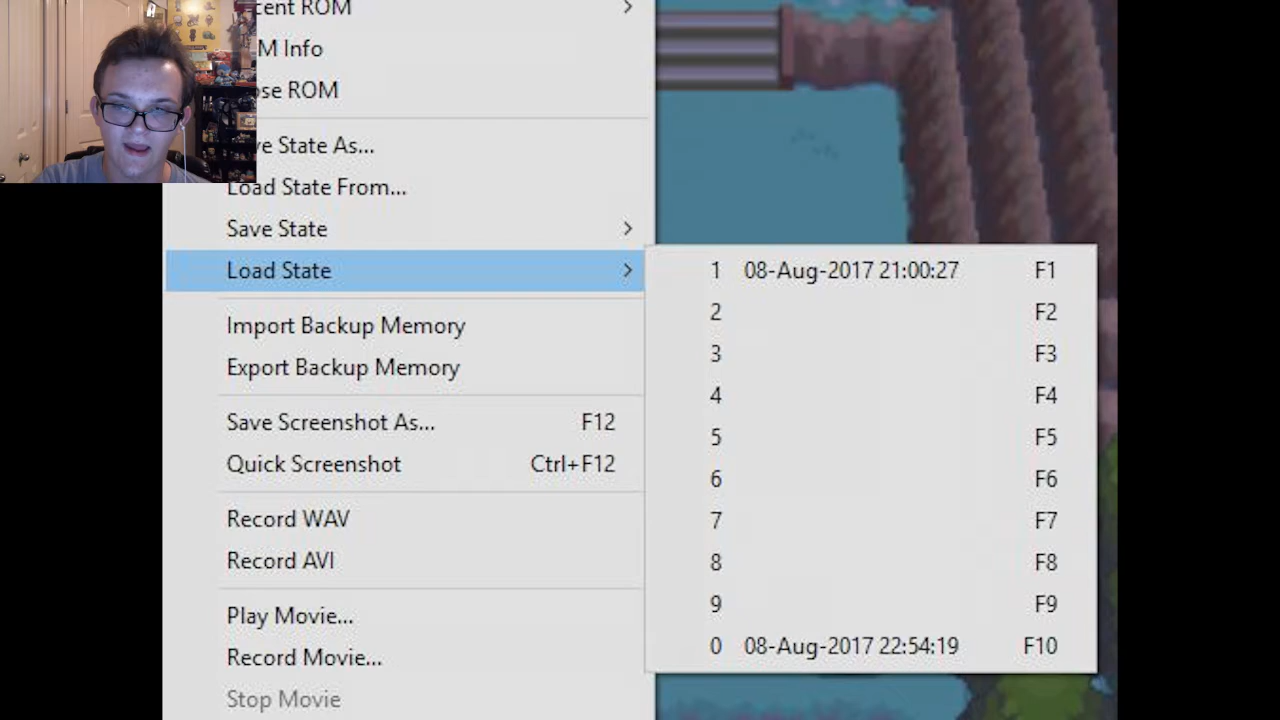 cent ROM
M Info
ose ROM
ve State As...
Load State From...
Save State
Load State
1 08-Aug-2017 21:00:27 F1
2 F2
Import Backup Memory
3 F3
Export Backup Memory
4 F4
Save Screenshot As... F12
5 F5
Quick Screenshot Ctrl+F12
6 F6
Record WAV
7 F7
Record AVI
8 F8
Play Movie...
9 F9
Record Movie...
0 08-Aug-2017 22:54:19 F10
Stop Movie